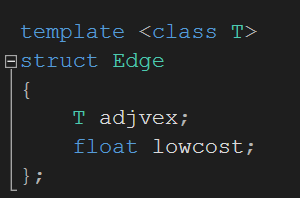 template <class T>
struct Edge
{
    T adjvex;
    float lowcost;
};